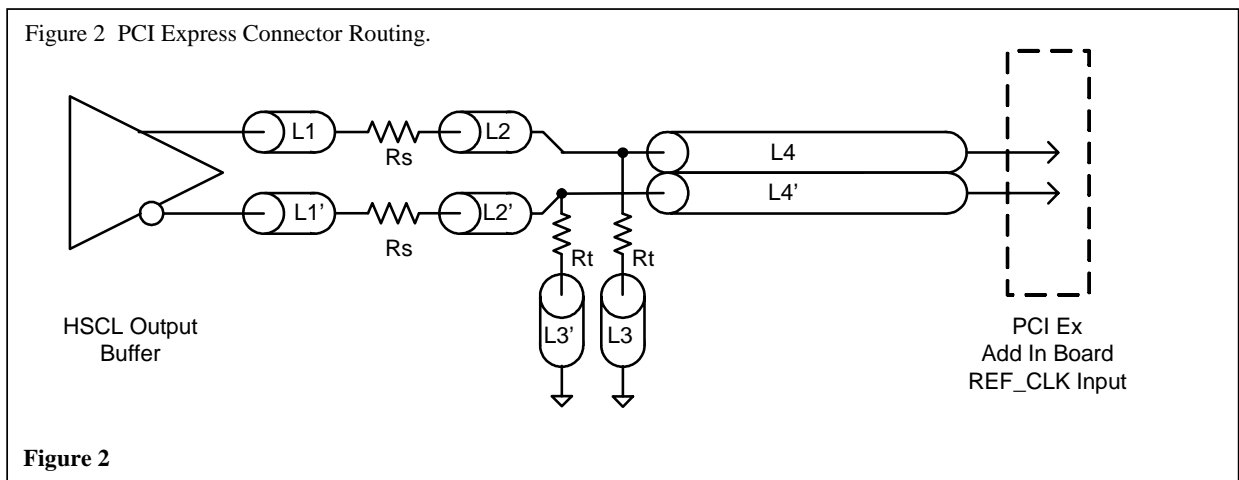 Figure 2 PCI Express Connector Routing.
L1
Rs
L2
L4
L1'
Rs
L2'
L4'
Rt
Rt
L3'
L3
HSCL Output
Buffer
PCI Ex
Add In Board
REF_CLK Input
Figure 2